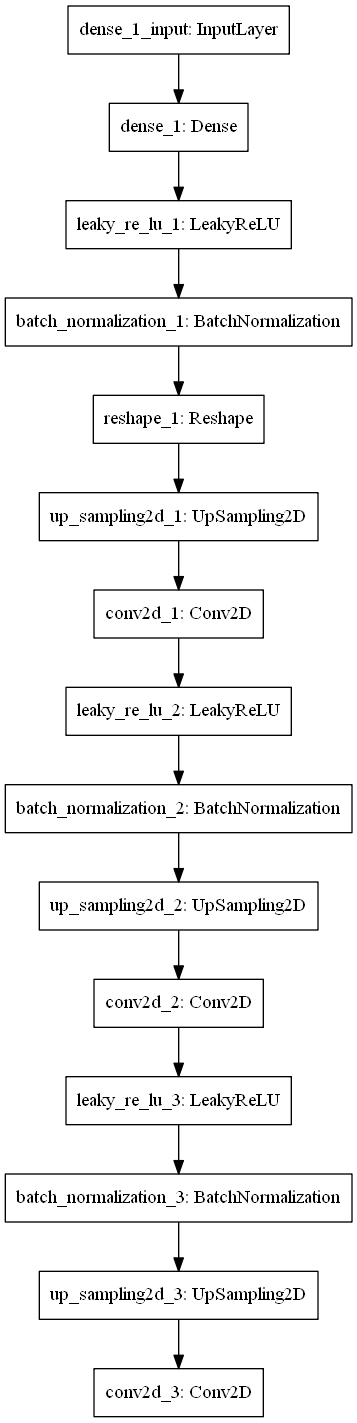 dense_1_input: InputLayer
dense_1: Dense
leaky_re_lu_1: LeakyReLU
batch_normalization_1: BatchNormalization
reshape_1: Reshape
up_sampling2d_1: UpSampling2D
conv2d_1: Conv2D
leaky_re_lu_2: LeakyReLU
batch_normalization_2: BatchNormalization
up_sampling2d_2: UpSampling2D
conv2d_2: Conv2D
leaky_re_lu_3: LeakyReLU
batch_normalization_3: BatchNormalization
up_sampling2d_3: UpSampling2D
conv2d_3: Conv2D